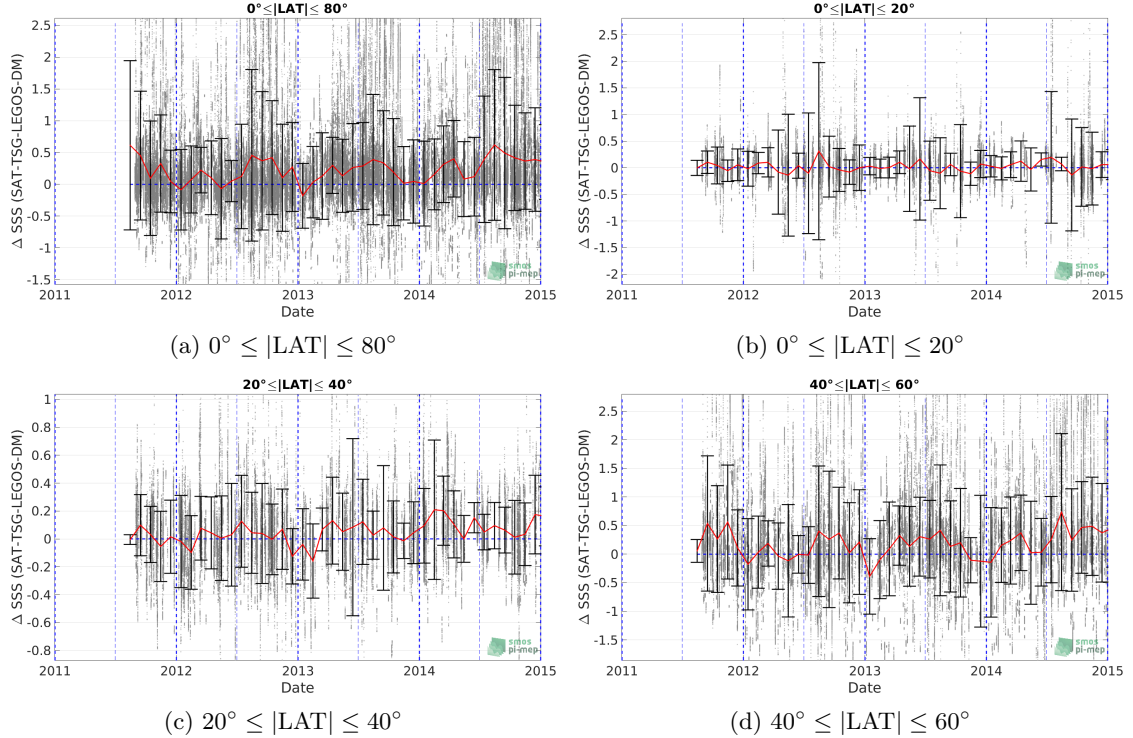 0°≤|LAT|≤ 80°
Δ SSS (SAT-TSG-LEGOS-DM)
2.5
2
1.5
1
0.5
0
-0.5
-1
-1.5
2011 2012 2013 2014 2015
Date
smos
pi-mep
(a) 0° ≤ |LAT| ≤ 80°
0°≤|LAT|≤ 20°
Δ SSS (SAT-TSG-LEGOS-DM)
2.5
2
1.5
1
0.5
0
-0.5
-1
-1.5
-2
2011 2012 2013 2014 2015
Date
smos
pi-mep
(b) 0° ≤ |LAT| ≤ 20°
20°≤|LAT|≤ 40°
Δ SSS (SAT-TSG-LEGOS-DM)
1
0.8
0.6
0.4
0.2
0
-0.2
-0.4
-0.6
-0.8
2011 2012 2013 2014 2015
Date
smos
pi-mep
(c) 20° ≤ |LAT| ≤ 40°
40°≤|LAT|≤ 60°
Δ SSS (SAT-TSG-LEGOS-DM)
2.5
2
1.5
1
0.5
0
-0.5
-1
-1.5
2011 2012 2013 2014 2015
Date
smos
pi-mep
(d) 40° ≤ |LAT| ≤ 60°